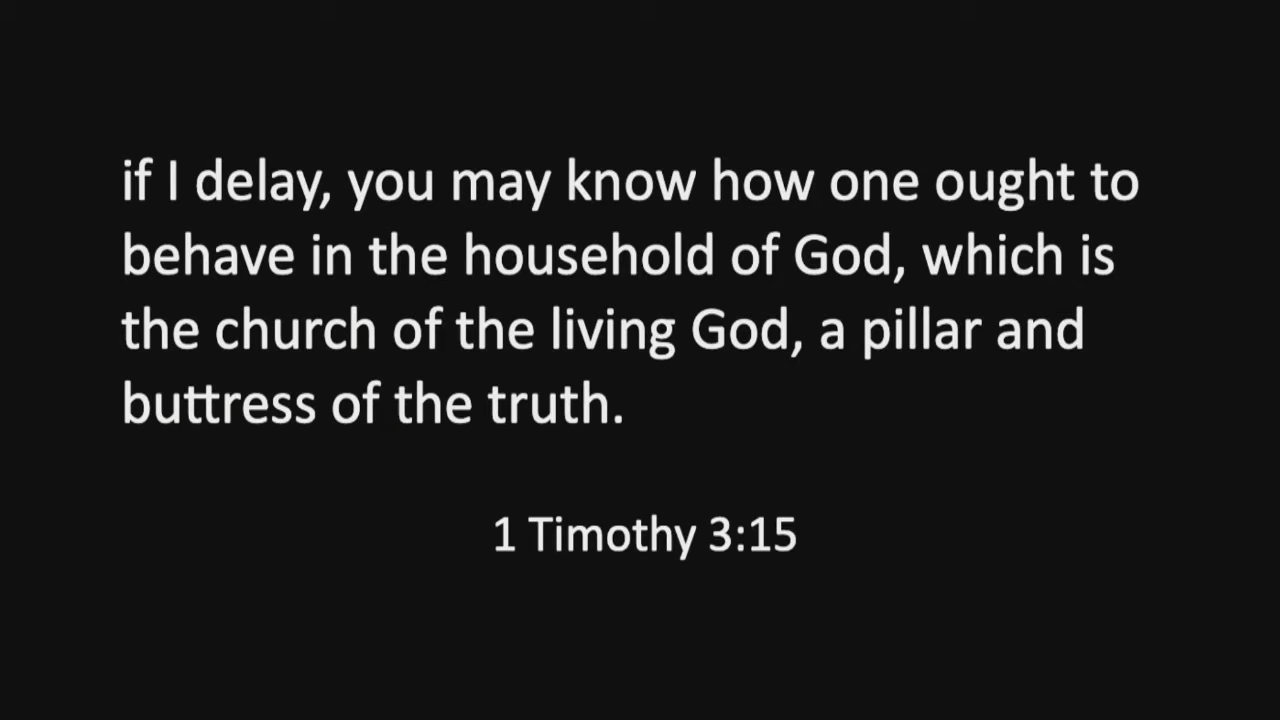 if I delay, you may know how one ought to
behave in the household of God, which is
the church of the living God, a pillar and
buttress of the truth.
1 Timothy 3:15